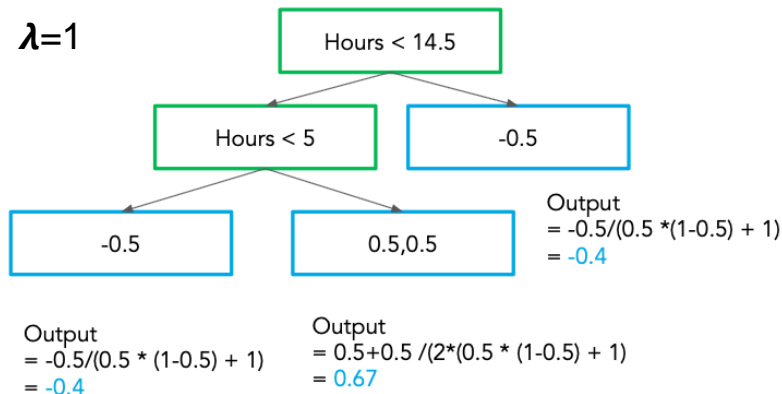 λ=1
Hours < 14.5
Hours < 5
-0.5
-0.5
0.5,0.5
Output
= -0.5/(0.5 *(1-0.5) + 1)
= -0.4
Output
= -0.5/(0.5 * (1-0.5) + 1)
= -0.4
Output
= 0.5+0.5 /(2*(0.5 * (1-0.5) + 1)
= 0.67